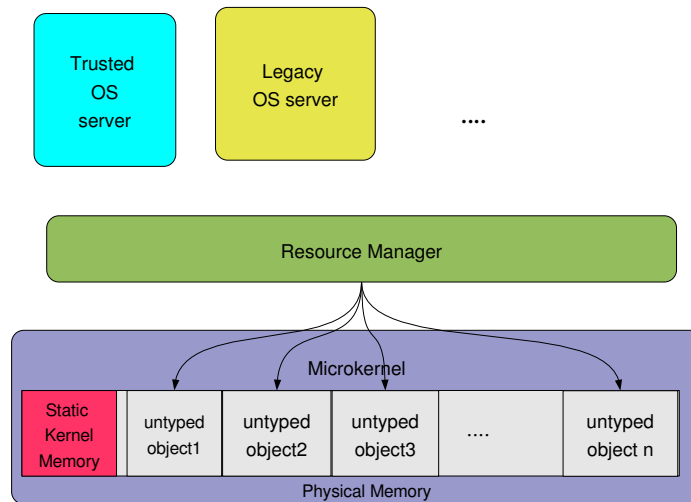 Trusted
OS
server
Legacy
OS server
....
Resource Manager
Microkernel
Static
Kernel
Memory
untyped
object1
untyped
object2
untyped
object3
....
untyped
object n
Physical Memory